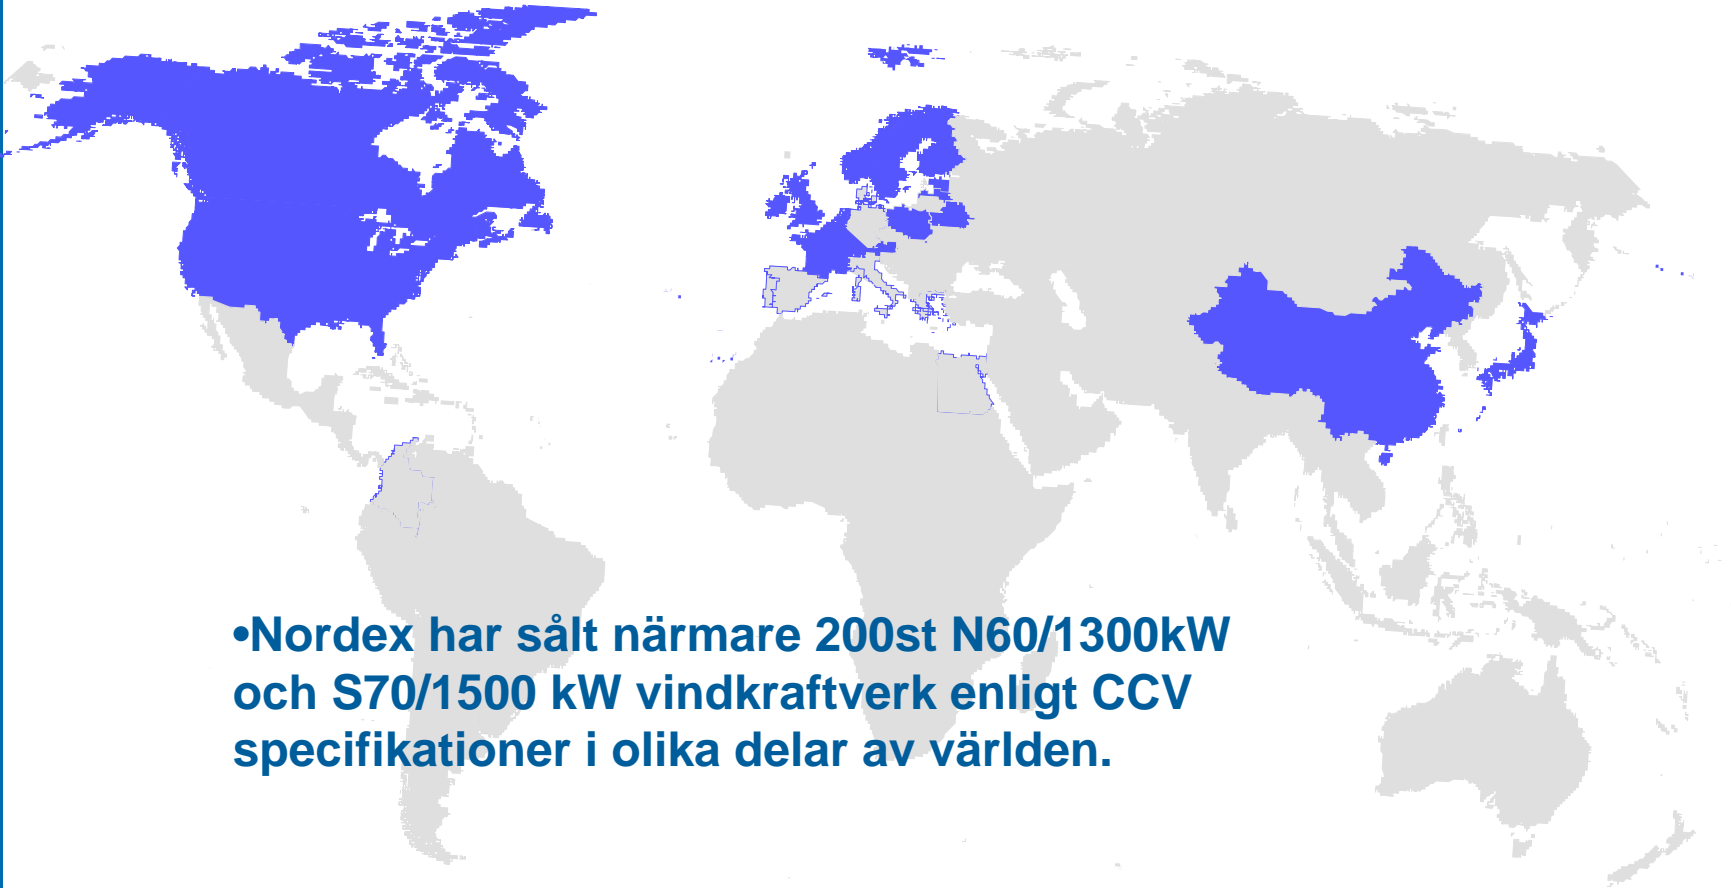 •Nordex har sålt närmare 200st N60/1300kW
och S70/1500 kW vindkraftverk enligt CCV
specifikationer i olika delar av världen.